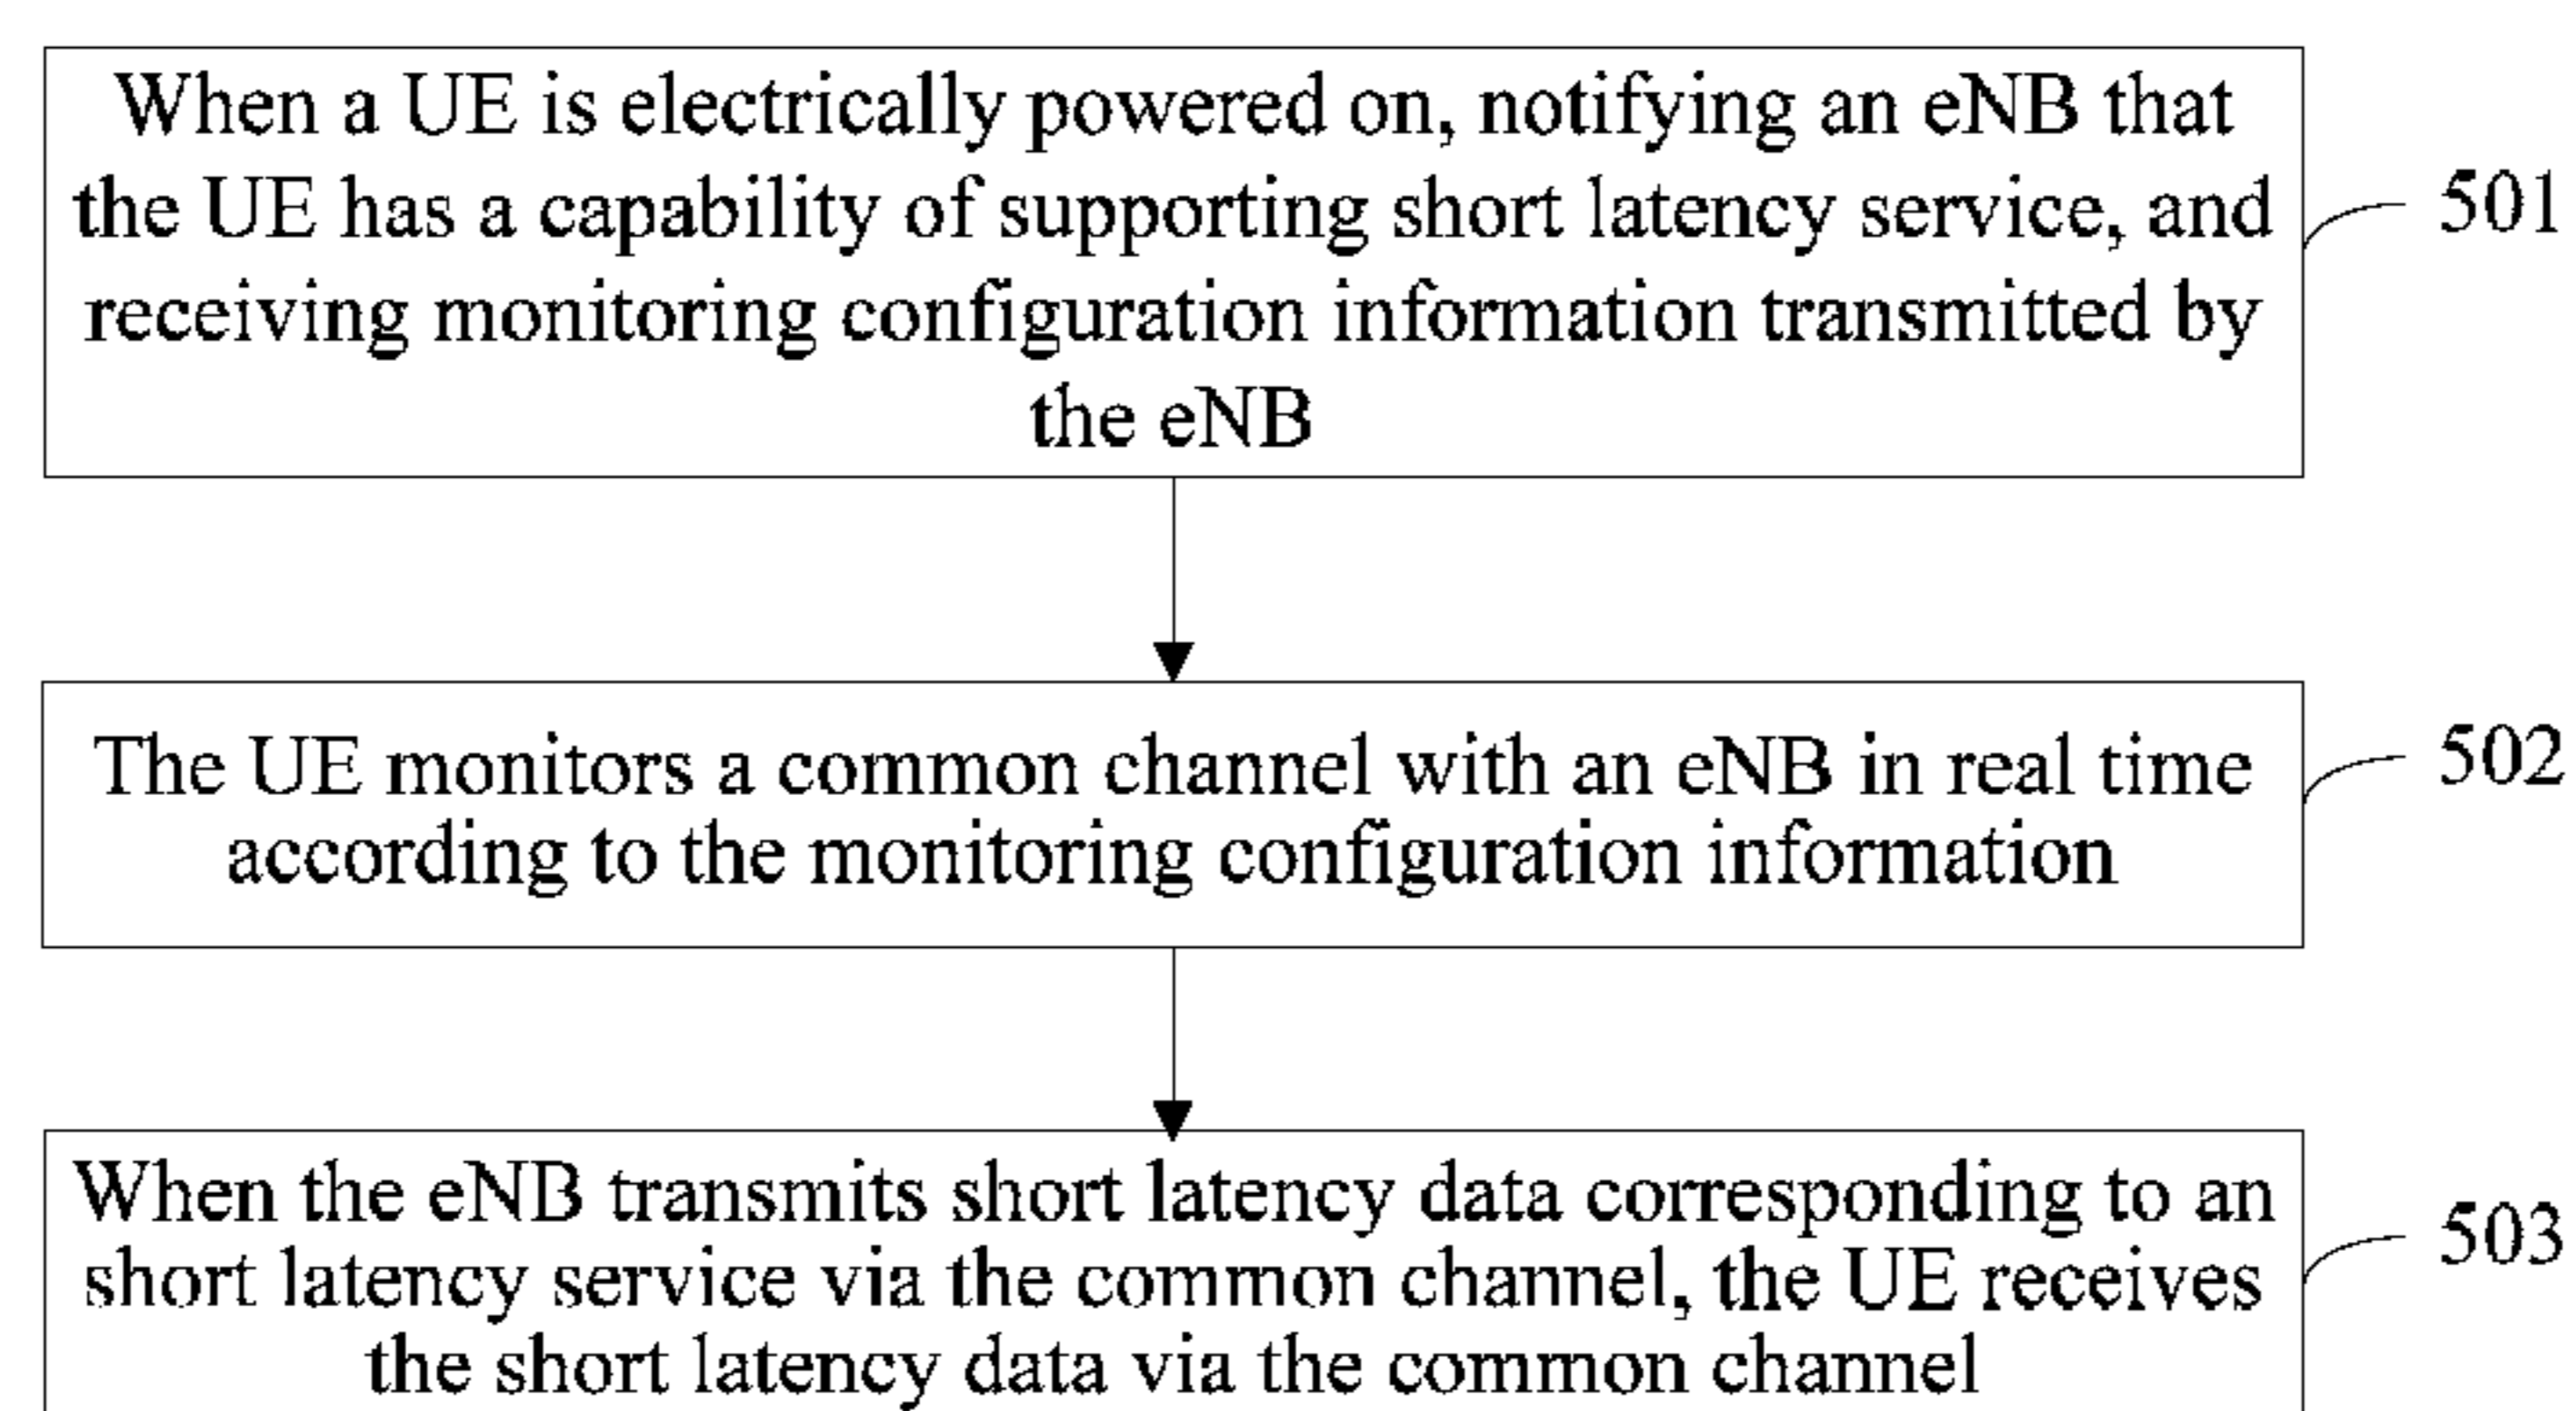 When a UE is electrically powered on, notifying an eNB that
the UE has a capability of supporting short latency service, and
receiving monitoring configuration information transmitted by
the eNB
501
The UE monitors a common channel with an eNB in real time
according to the monitoring configuration information
502
When the eNB transmits short latency data corresponding to an
short latency service via the common channel, the UE receives
the short latency data via the common channel
503